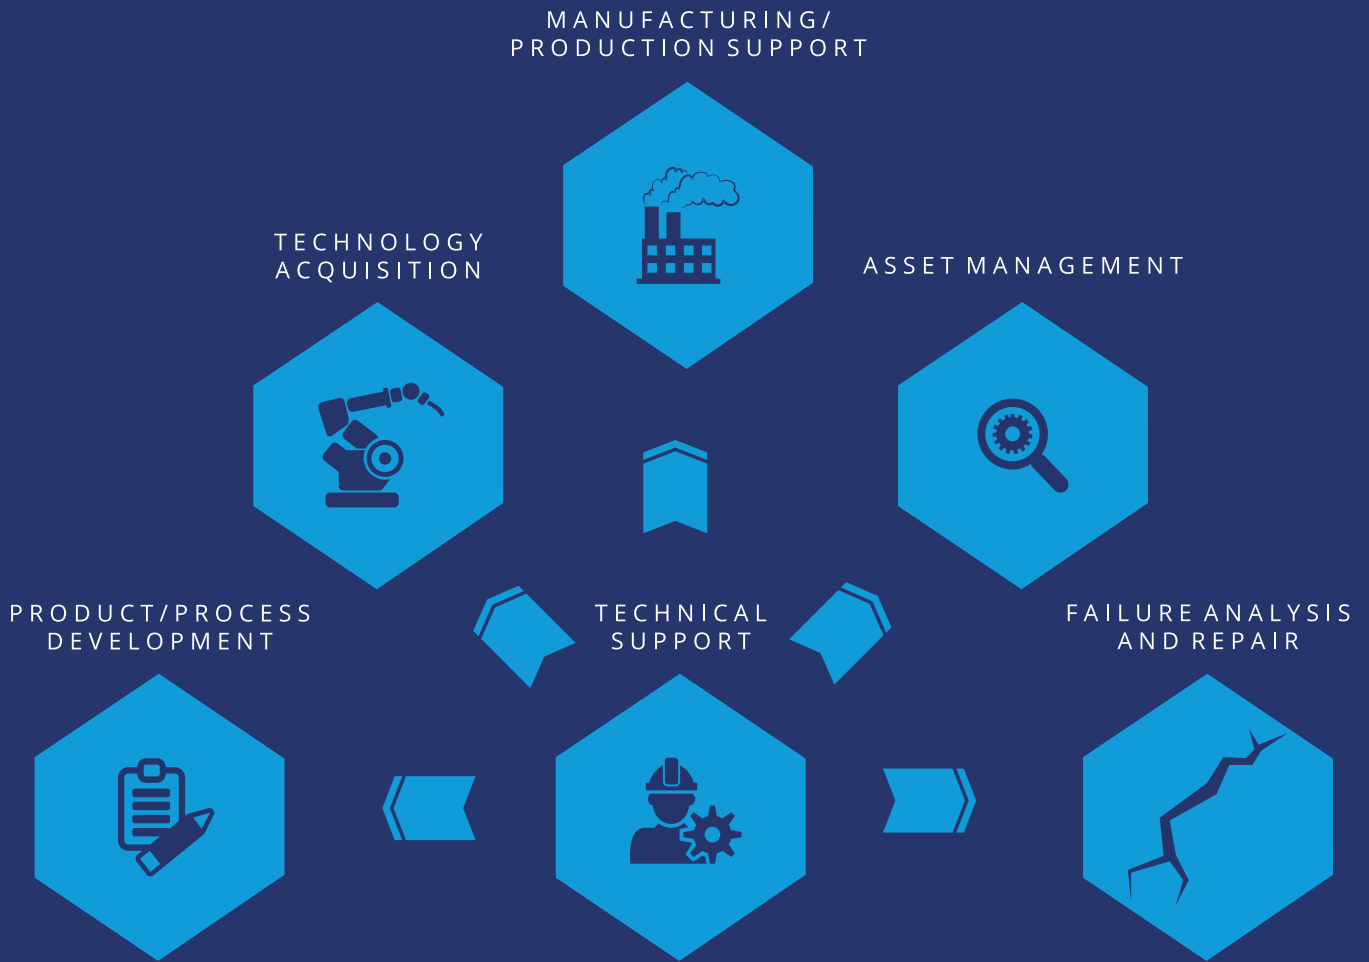 MANUFACTURING/
PRODUCTION SUPPORT
TECHNOLOGY
ACQUISITION
ASSET MANAGEMENT
PRODUCT/PROCESS
DEVELOPMENT
TECHNICAL
SUPPORT
FAILURE ANALYSIS
AND REPAIR